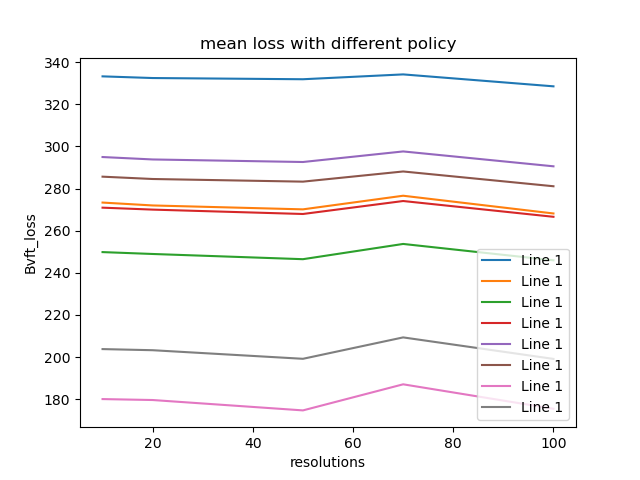 mean loss with different policy
340
320
300
280
260
240
220
200
180
Bvft_loss
20 40 60 80 100
resolutions
Line 1
Line 1
Line 1
Line 1
Line 1
Line 1
Line 1
Line 1